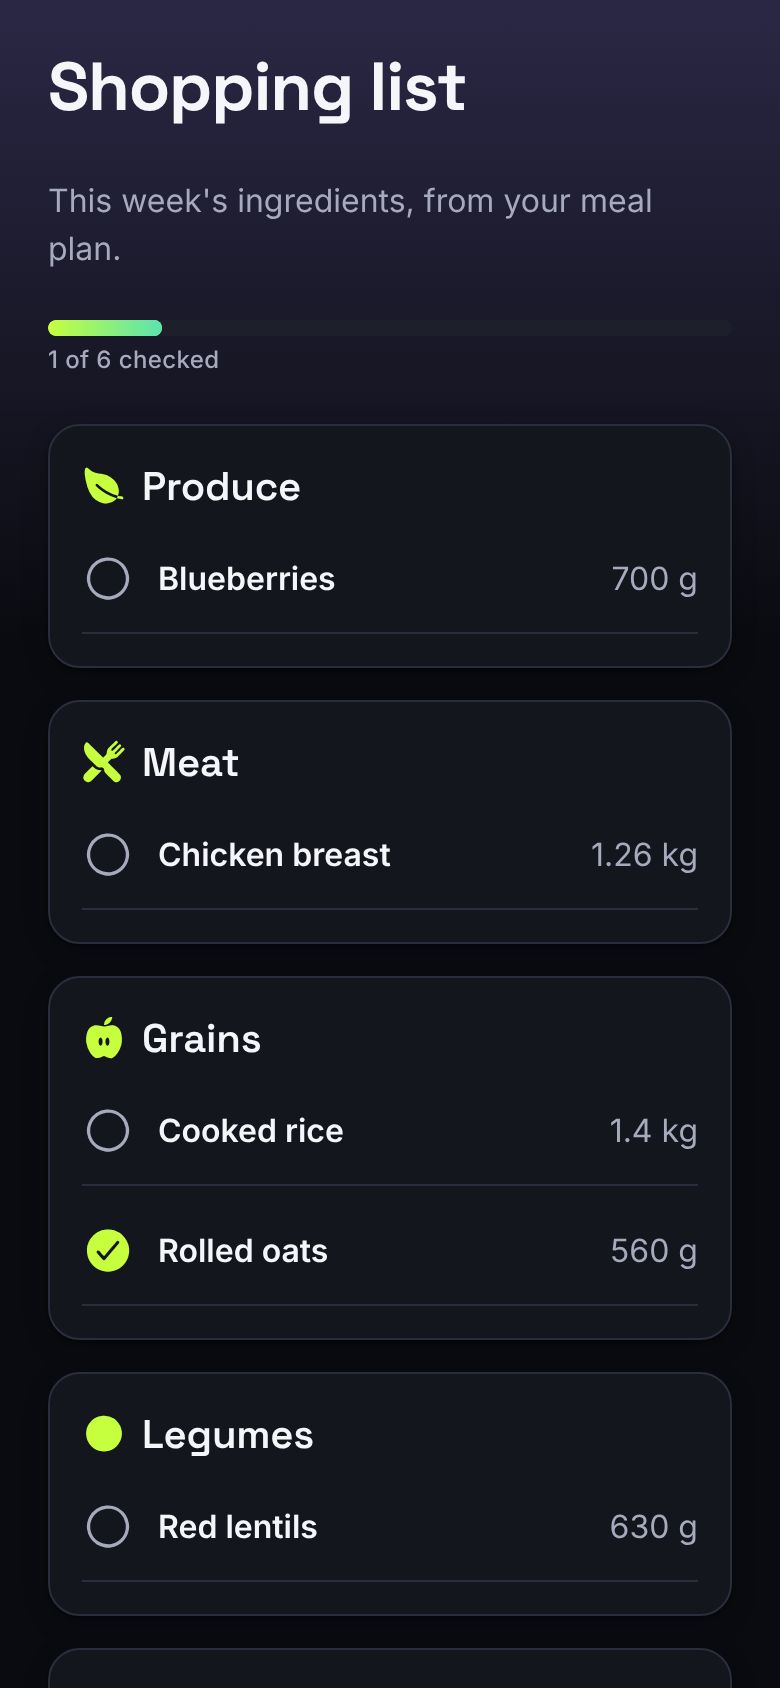 Shopping list
This week's ingredients, from your meal
plan.
1 of 6 checked
Produce
Blueberries 700 g
Meat
Chicken breast 1.26 kg
Grains
Cooked rice 1.4 kg
Rolled oats 560 g
Legumes
Red lentils 630 g